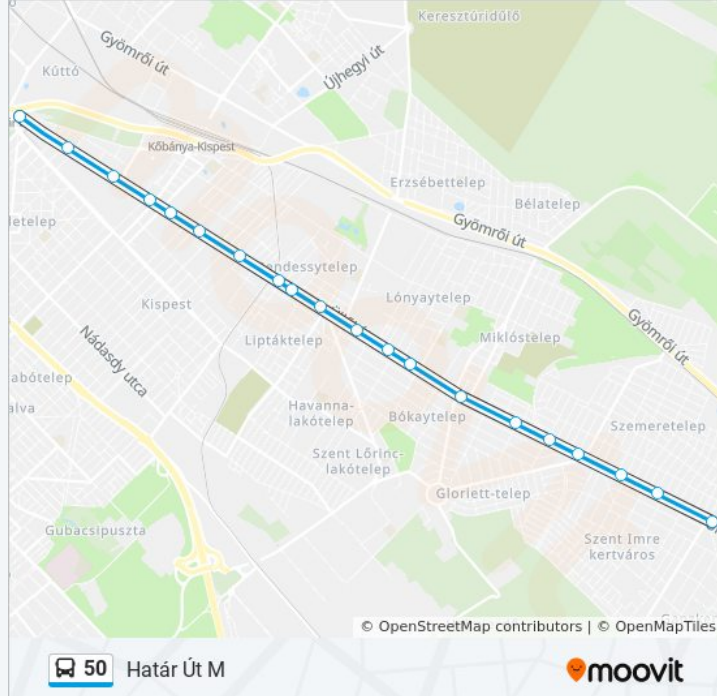 Keresztúridűlő
Gyömrői út
Kúttó
Újhegyi út
Kőbánya-Kispest
Erzsébettelep
Bélatelep
Gyömrői út
letelep
endessytelep
Kispest
Lónyaytelep
Gyömrői út
Liptáktelep
Miklóstelep
Nádasdy utca
abótelep
alva
Havanna-
lakótelep
Bókaytelep
Szemeretelep
Szent Lőrinc-
lakótelep
Gloriett-telep
Gubacsipuszta
Szent Imre
kertváros
© OpenStreetMap contributors | © OpenMapTiles
50 Határ Út M
moovit